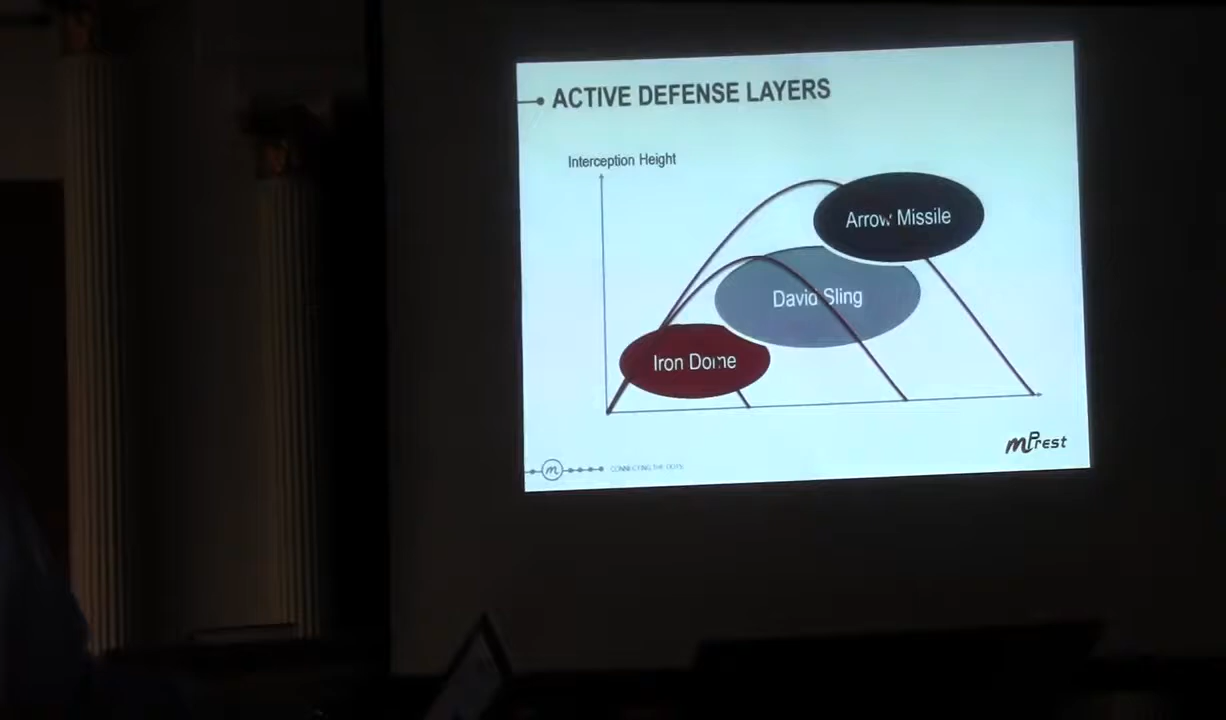 ACTIVE DEFENSE LAYERS
Interception Height
Arrow Missile
David Sling
Iron Dome
mPrest
m
CONNECTING THE DOTS